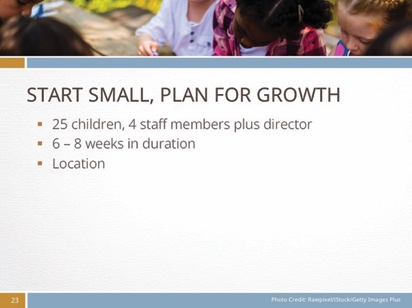 START SMALL, PLAN FOR GROWTH
▪ 25 children, 4 staff members plus director
▪ 6 – 8 weeks in duration
▪ Location
23
Photo Credit: Rawpixel/iStock/Getty Images Plus